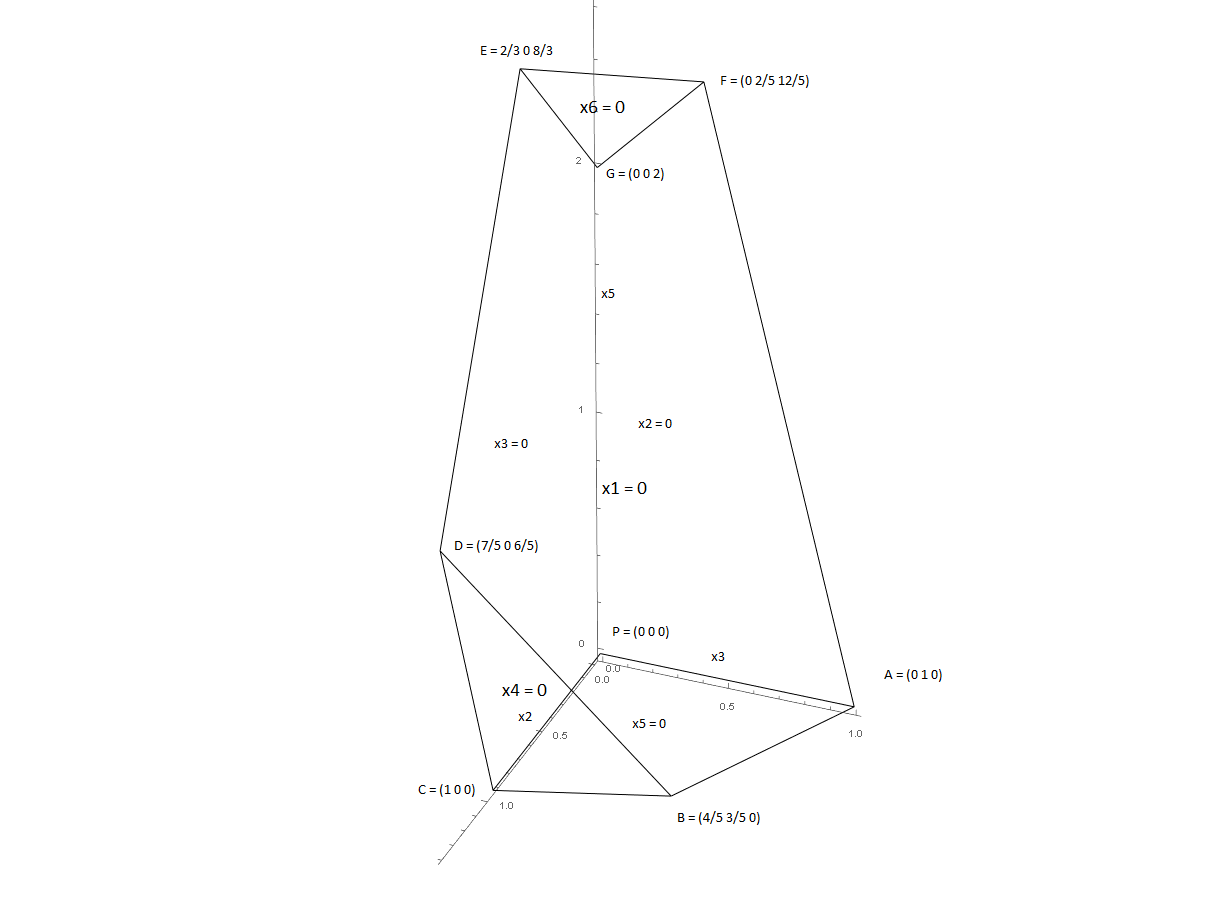 E = 2/3 0 8/3
F = (0 2/5 12/5)
x6 = 0
2
G = (0 0 2)
x5
1
x2 = 0
x3 = 0
x1 = 0
D = (7/5 0 6/5)
P = (0 0 0)
0
x3
0.0
0.0
A = (0 1 0)
x4 = 0
0.5
x2
x5 = 0
0.5
1.0
C = (1 0 0)
1.0
B = (4/5 3/5 0)